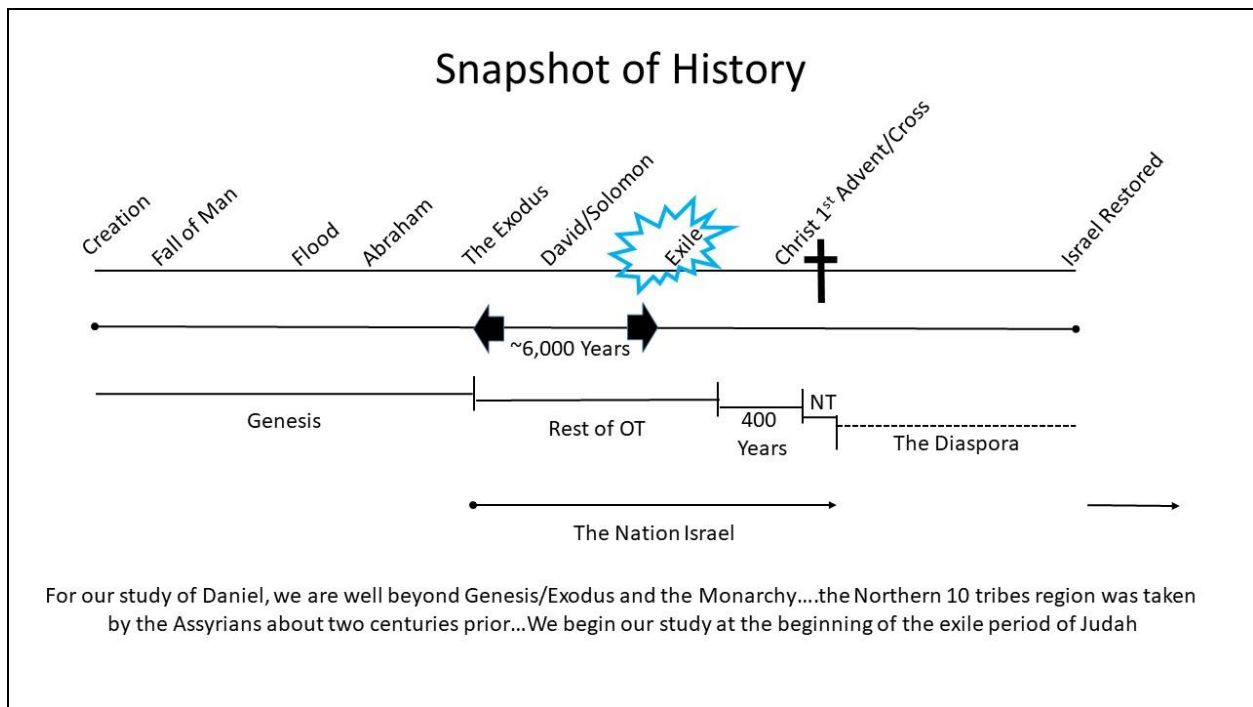 Snapshot of History
Creation
Fall of Man
Flood
Abraham
The Exodus
David/Solomon
Exile
Christ 1st Advent/Cross
Israel Restored
~6,000 Years
Genesis
Rest of OT
400
Years
NT
The Diaspora
The Nation Israel
For our study of Daniel, we are well beyond Genesis/Exodus and the Monarchy....the Northern 10 tribes region was taken
by the Assyrians about two centuries prior...We begin our study at the beginning of the exile period of Judah